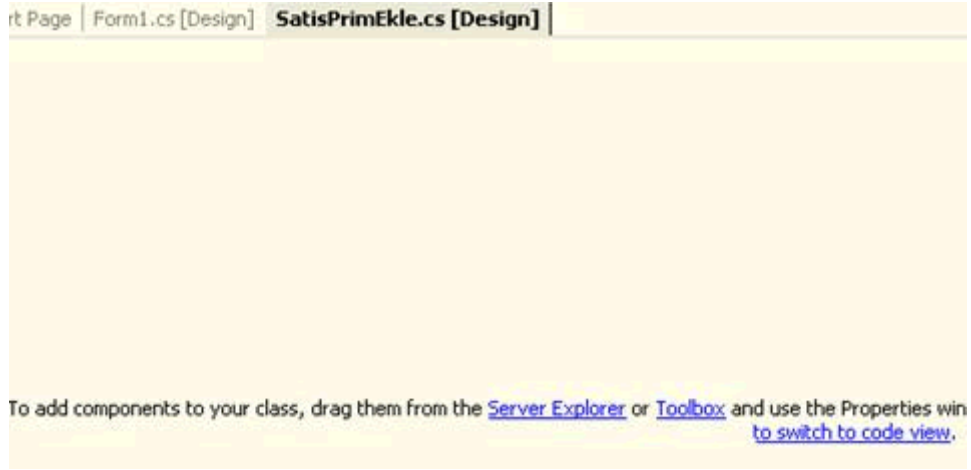 rt Page Form1.cs [Design] SatisPrimEkle.cs [Design]
To add components to your class, drag them from the Server Explorer or Toolbox and use the Properties win
to switch to code view.